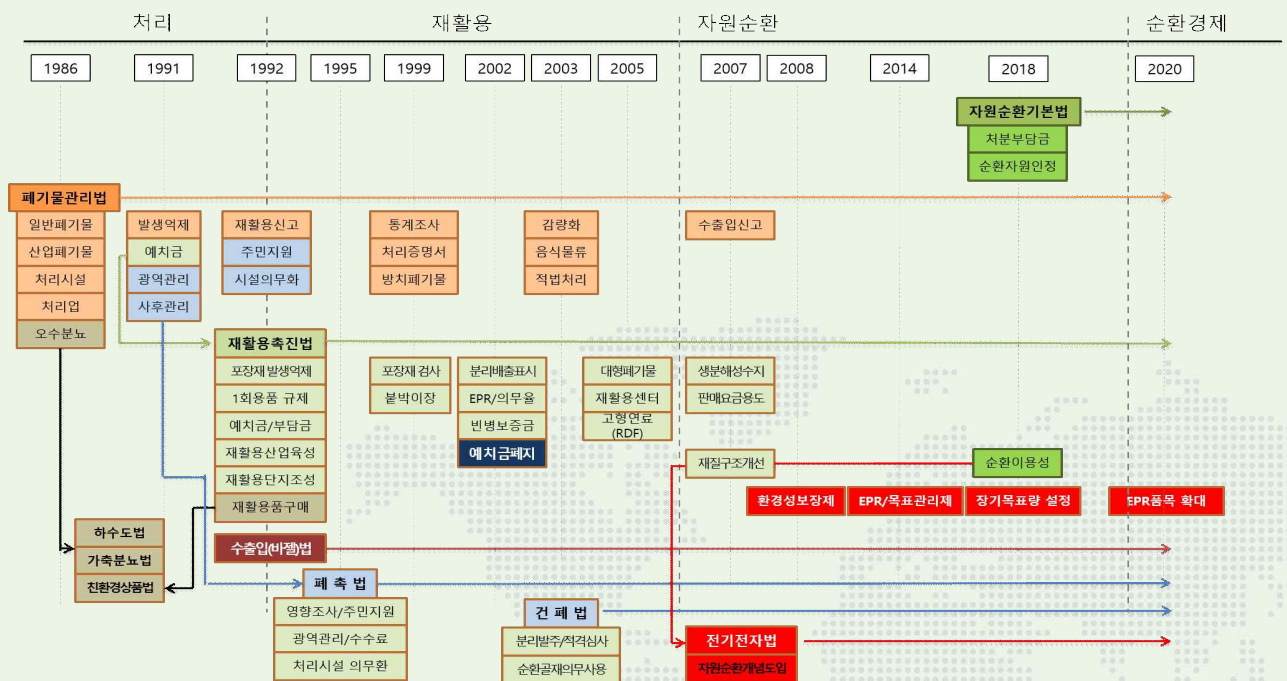 처리
재활용
자원순환
순환경제
1986
1991
1992
1995
1999
2002
2003
2005
2007
2008
2014
2018
2020
자원순환기본법
처분부담금
순환자원인정
폐기물관리법
일반폐기물
산업폐기물
처리시설
처리업
오수분뇨
발생억제
예치금
광역관리
사후관리
재활용신고
주민지원
시설의무화
통계조사
처리증명서
방치폐기물
감량화
음식물류
적법처리
수출입신고
재활용촉진법
포장재 발생억제
1회용품 규제
예치금/부담금
재활용산업육성
재활용단지조성
재활용품구매
포장재 검사
붙박이장
분리배출표시
EPR/의무율
빈병보증금
예치금폐지
대형폐기물
재활용센터
고형연료
(RDF)
생분해성수지
판매요금용도
재질구조개선
순환이용성
환경성보장제
EPR/목표관리제
장기목표량 설정
EPR품목 확대
하수도법
가축분뇨법
친환경상품법
수출입(바젤)법
폐 촉 법
영향조사/주민지원
광역관리/수수료
처리시설 의무환
건 폐 법
분리발주/적격심사
순환골재의무사용
전기전자법
자원순환개념도입